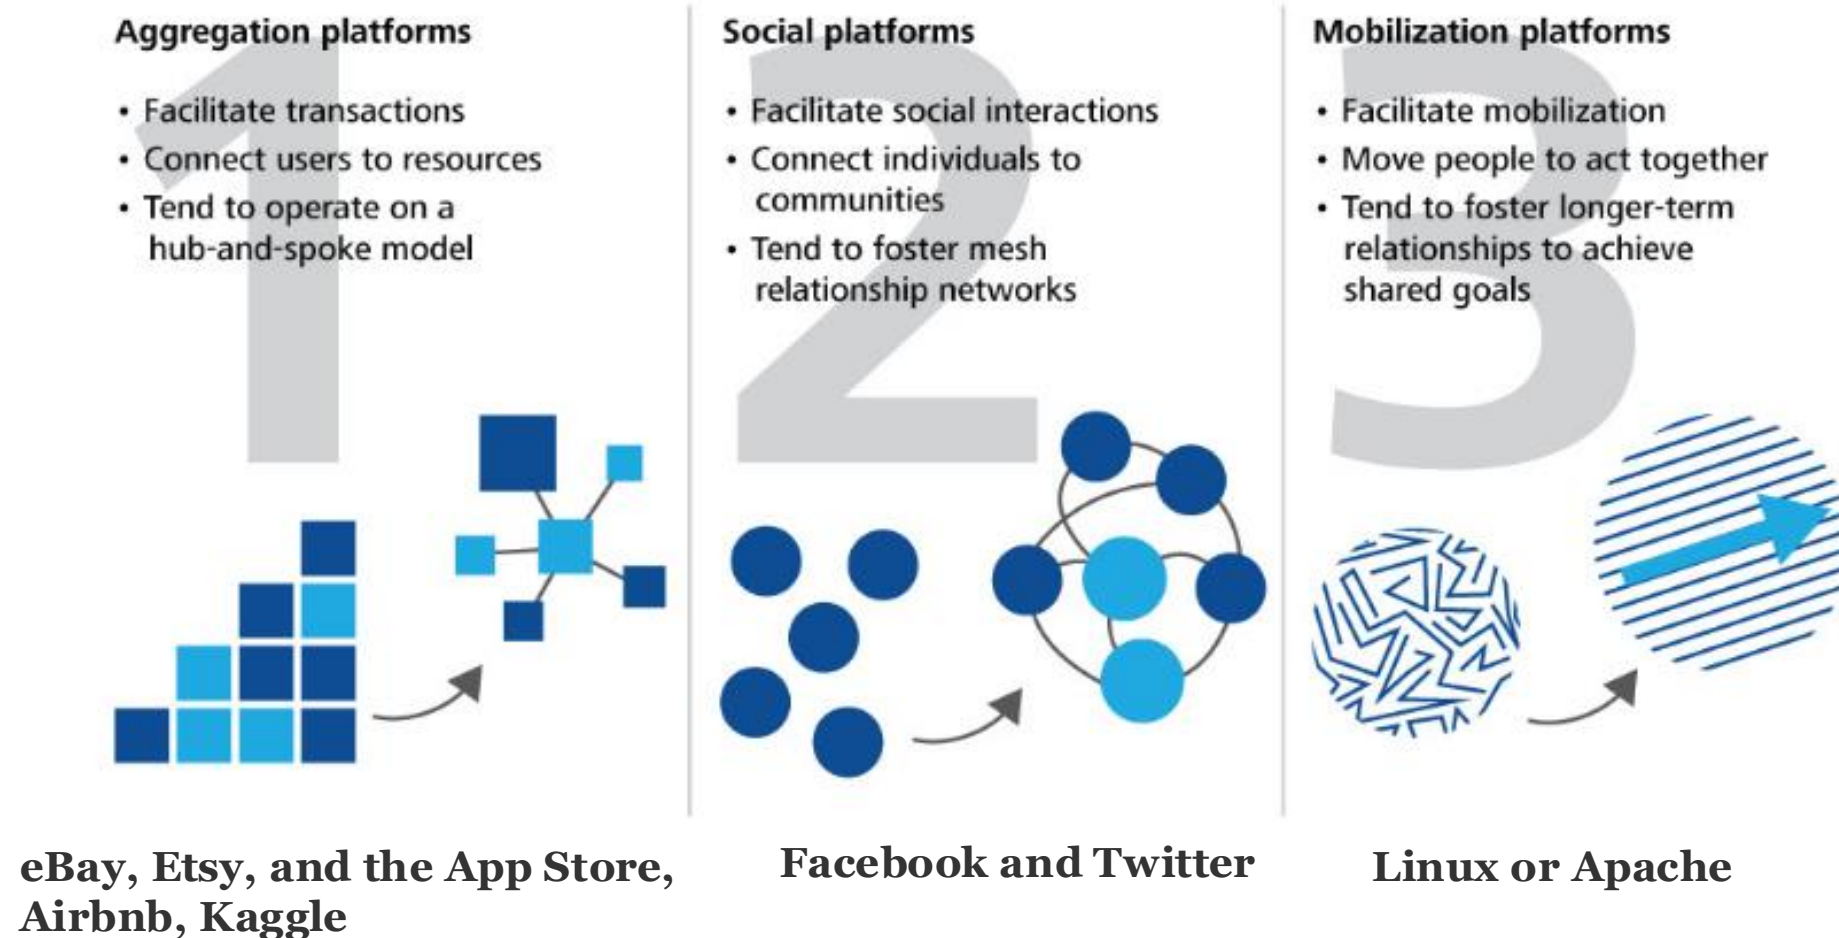 Aggregation platforms
• Facilitate transactions
• Connect users to resources
• Tend to operate on a
hub-and-spoke model
1
eBay, Etsy, and the App Store,
Airbnb, Kaggle
Social platforms
• Facilitate social interactions
• Connect individuals to
communities
• Tend to foster mesh
relationship networks
2
Facebook and Twitter
Mobilization platforms
• Facilitate mobilization
• Move people to act together
• Tend to foster longer-term
relationships to achieve
shared goals
3
Linux or Apache